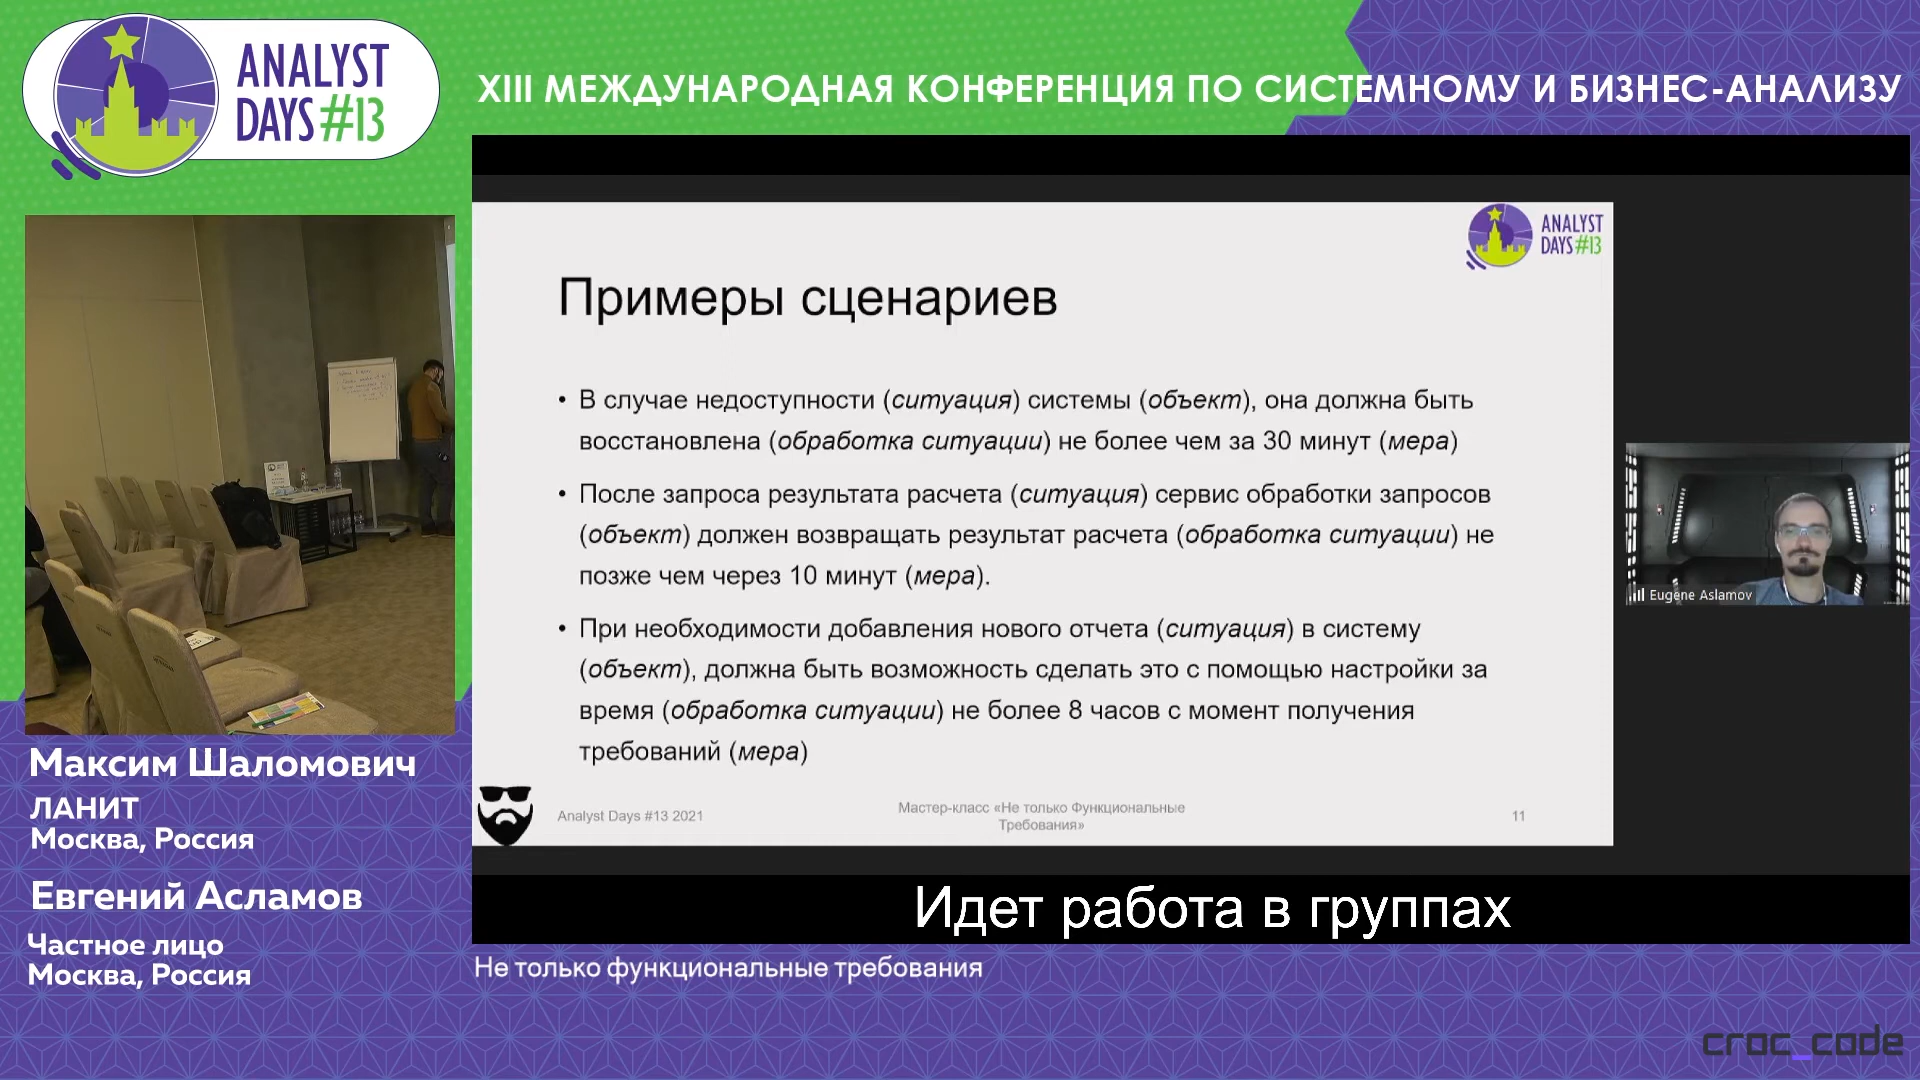 ANALYST
DAYS #13
XIII МЕЖДУНАРОДНАЯ КОНФЕРЕНЦИЯ ПО СИСТЕМНОМУ И БИЗНЕС-АНАЛИЗУ
ANALYST
DAYS#13
Примеры сценариев
• В случае недоступности (ситуация) системы (объект), она должна быть
восстановлена (обработка ситуации) не более чем за 30 минут (мера)
• После запроса результата расчета (ситуация) сервис обработки запросов
(объект) должен возвращать результат расчета (обработка ситуации) не
позже чем через 10 минут (мера).
• При необходимости добавления нового отчета (ситуация) в систему
(объект), должна быть возможность сделать это с помощью настройки за
время (обработка ситуации) не более 8 часов с момент получения
требований (мера)
Analyst Days #13 2021
Мастер-класс «Не только Функциональные
Требования»
11
Eugene Aslamov
Идет работа в группах
Максим Шаломович
ЛАНИТ
Москва, Россия
Евгений Асламов
Частное лицо
Москва, Россия
Не только функциональные требования
croc_code